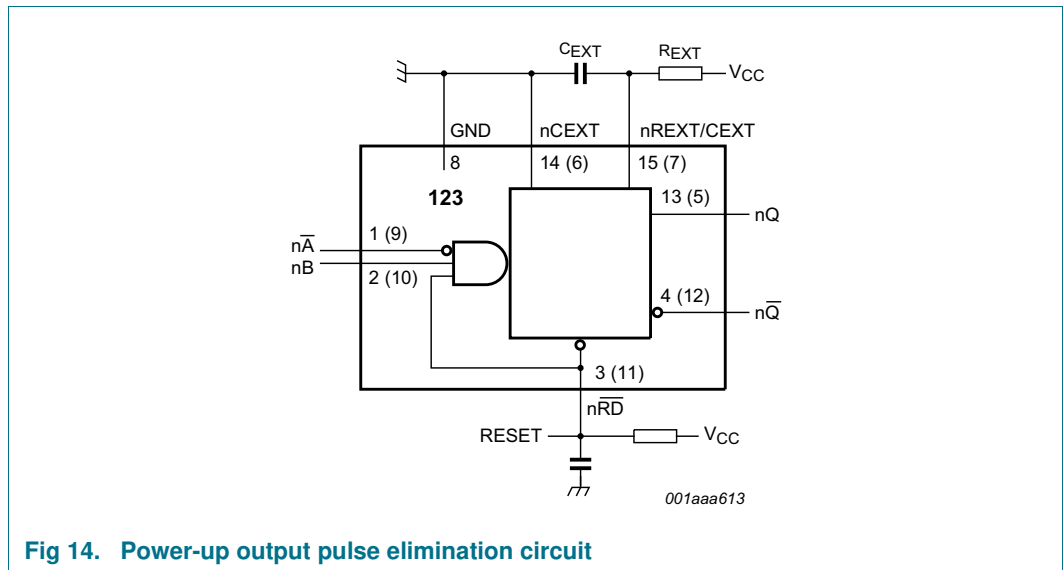 CEXT REXT
VCC
GND nCEXT nREXT/CEXT
8 14 (6) 15 (7)
123 13 (5)
nQ
1 (9)
nA̅
nB
2 (10)
4 (12)
nQ̅
3 (11)
nR̅D̅
RESET VCC
001aaa613
Fig 14. Power-up output pulse elimination circuit